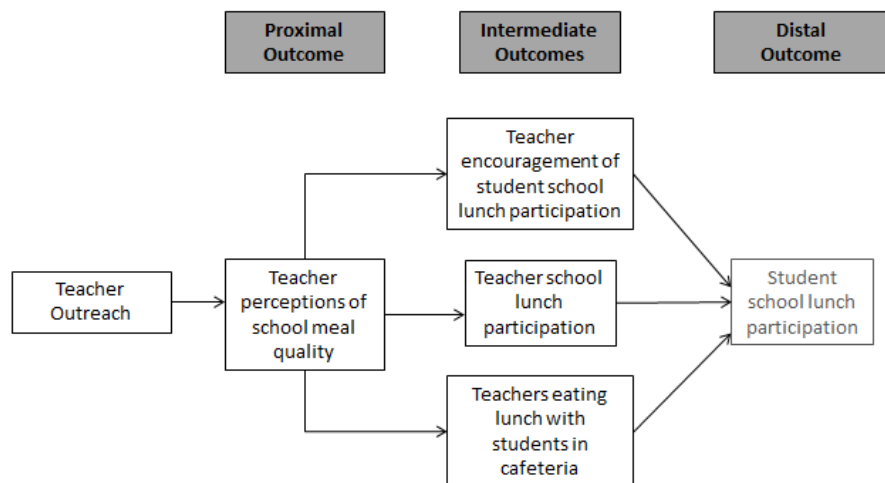 Proximal
Outcome
Intermediate
Outcomes
Distal
Outcome
Teacher
encouragement of
student school
lunch participation
Teacher
Outreach
Teacher
perceptions of
school meal
quality
Teacher school
lunch
participation
Student
school lunch
participation
Teachers eating
lunch with
students in
cafeteria